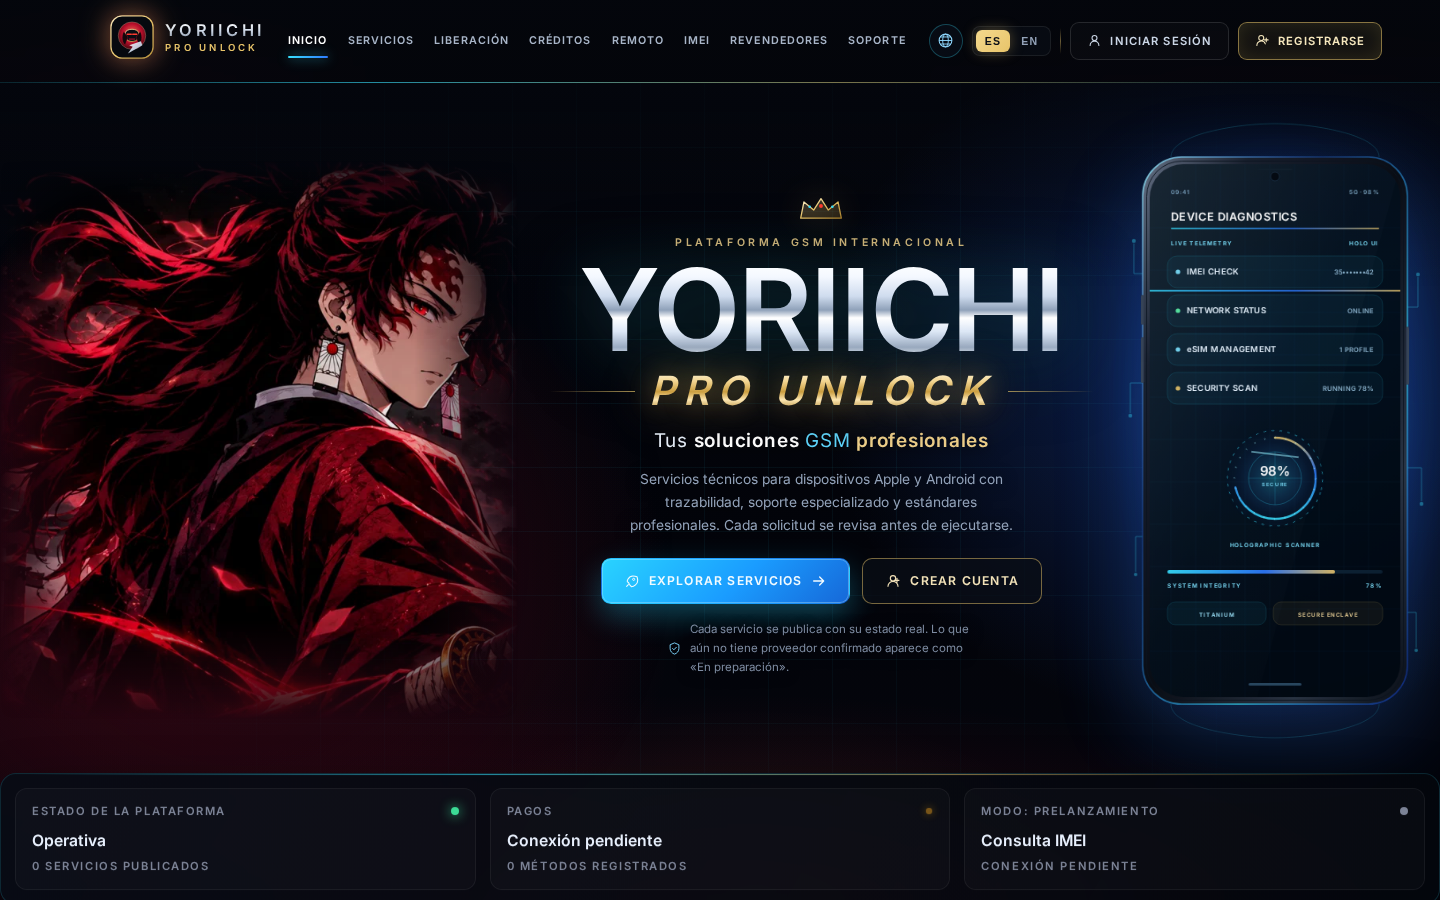 YORIICHI
PRO UNLOCK
INICIO SERVICIOS LIBERACIÓN CRÉDITOS REMOTO IMEI REVENDEDORES SOPORTE
ES EN
INICIAR SESIÓN
REGISTRARSE
PLATAFORMA GSM INTERNACIONAL
YORIICHI
PRO UNLOCK
Tus soluciones GSM profesionales
Servicios técnicos para dispositivos Apple y Android con
trazabilidad, soporte especializado y estándares
profesionales. Cada solicitud se revisa antes de ejecutarse.
EXPLORAR SERVICIOS →
CREAR CUENTA
Cada servicio se publica con su estado real. Lo que
aún no tiene proveedor confirmado aparece como
«En preparación».
09:41 5G · 98%
DEVICE DIAGNOSTICS
LIVE TELEMETRY HOLO UI
IMEI CHECK 35•••••••42
NETWORK STATUS ONLINE
eSIM MANAGEMENT 1 PROFILE
SECURITY SCAN RUNNING 78%
98%
SECURE
HOLOGRAPHIC SCANNER
SYSTEM INTEGRITY 78%
TITANIUM SECURE ENCLAVE
ESTADO DE LA PLATAFORMA
Operativa
0 SERVICIOS PUBLICADOS
PAGOS
Conexión pendiente
0 MÉTODOS REGISTRADOS
MODO: PRELANZAMIENTO
Consulta IMEI
CONEXIÓN PENDIENTE